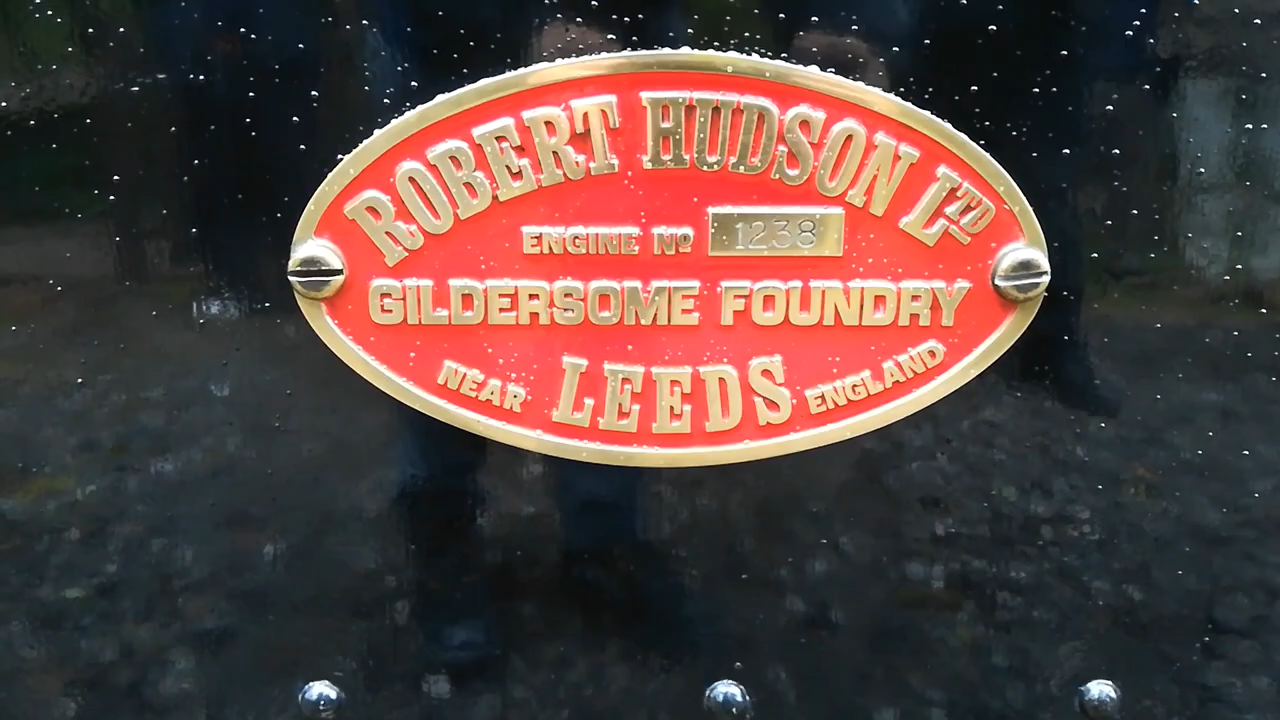 ROBERT HUDSON LTD
ENGINE Nº 1238
GILDERSOME FOUNDRY
NEAR LEEDS ENGLAND